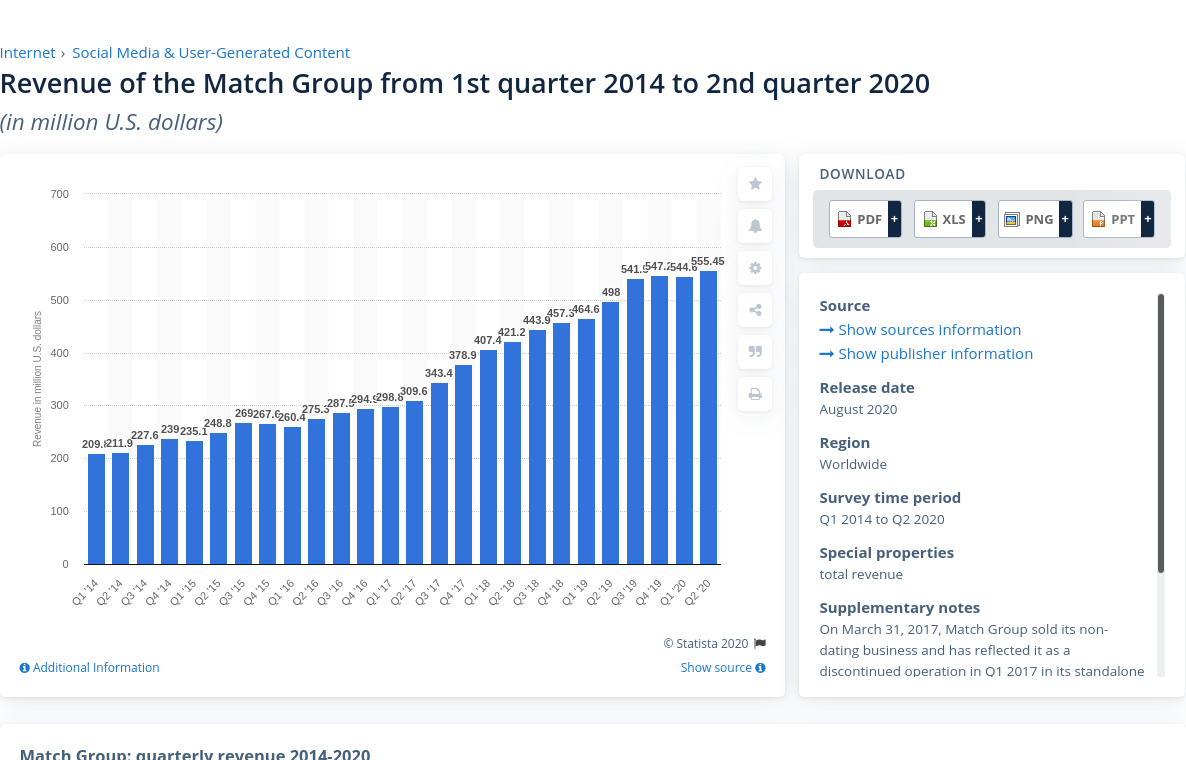 Internet › Social Media & User-Generated Content
Revenue of the Match Group from 1st quarter 2014 to 2nd quarter 2020
(in million U.S. dollars)
700
600
500
400
300
200
100
0
Revenue in million U.S. dollars
211.9
227.6
239
235.1
248.8
269
260.4
275.3
298.8
309.6
343.4
378.9
407.4
421.2
443.9
457.3
464.6
498
547.2
544.6
555.45
Q1 '14
Q2 '14
Q3 '14
Q4 '14
Q1 '15
Q2 '15
Q3 '15
Q4 '15
Q1 '16
Q2 '16
Q3 '16
Q4 '16
Q1 '17
Q2 '17
Q3 '17
Q4 '17
Q1 '18
Q2 '18
Q3 '18
Q4 '18
Q1 '19
Q2 '19
Q3 '19
Q4 '19
Q1 '20
Q2 '20
© Statista 2020
Additional Information
Show source
DOWNLOAD
PDF +
XLS +
PNG +
PPT +
Source
Show sources information
Show publisher information
Release date
August 2020
Region
Worldwide
Survey time period
Q1 2014 to Q2 2020
Special properties
total revenue
Supplementary notes
On March 31, 2017, Match Group sold its non-
dating business and has reflected it as a
discontinued operation in Q1 2017 in its standalone
Match Group: quarterly revenue 2014-2020